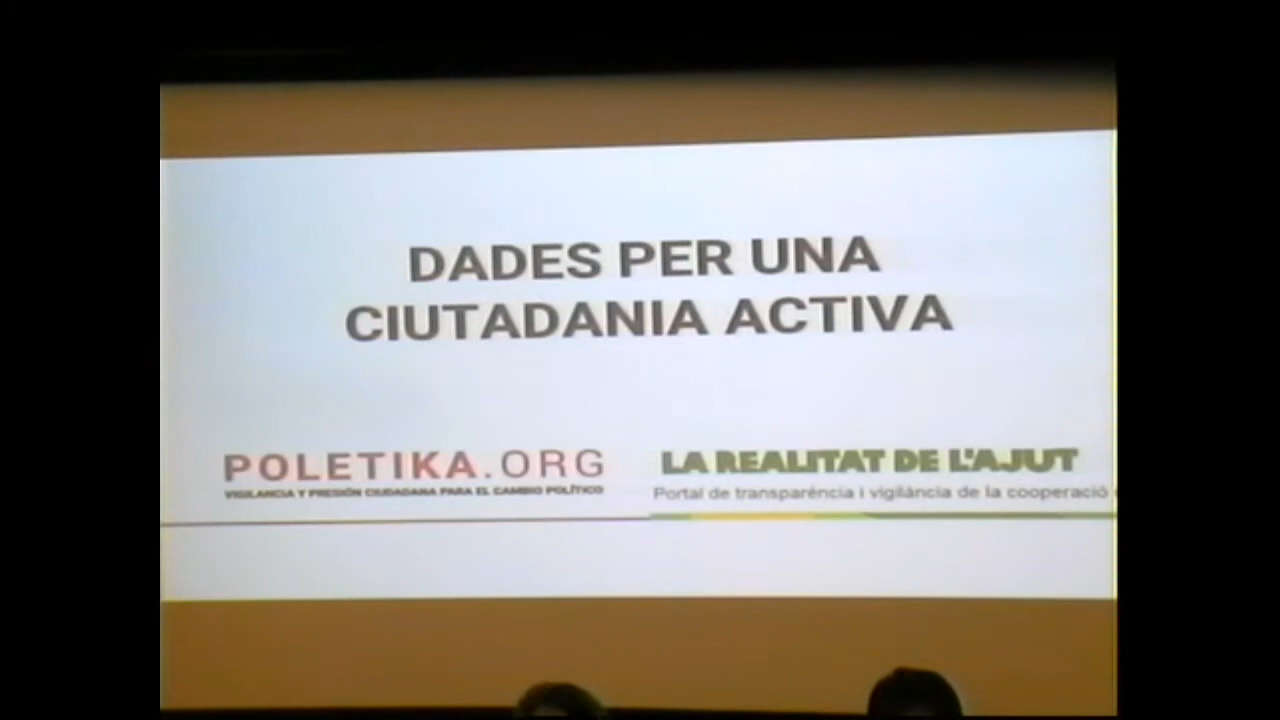 DADES PER UNA
CIUTADANIA ACTIVA
POLETIKA.ORG
VIGILANCIA Y PRESIÓN CIUDADANA PARA EL CAMBIO POLÍTICO
LA REALITAT DE L'AJUT
Portal de transparència i vigilància de la cooperació